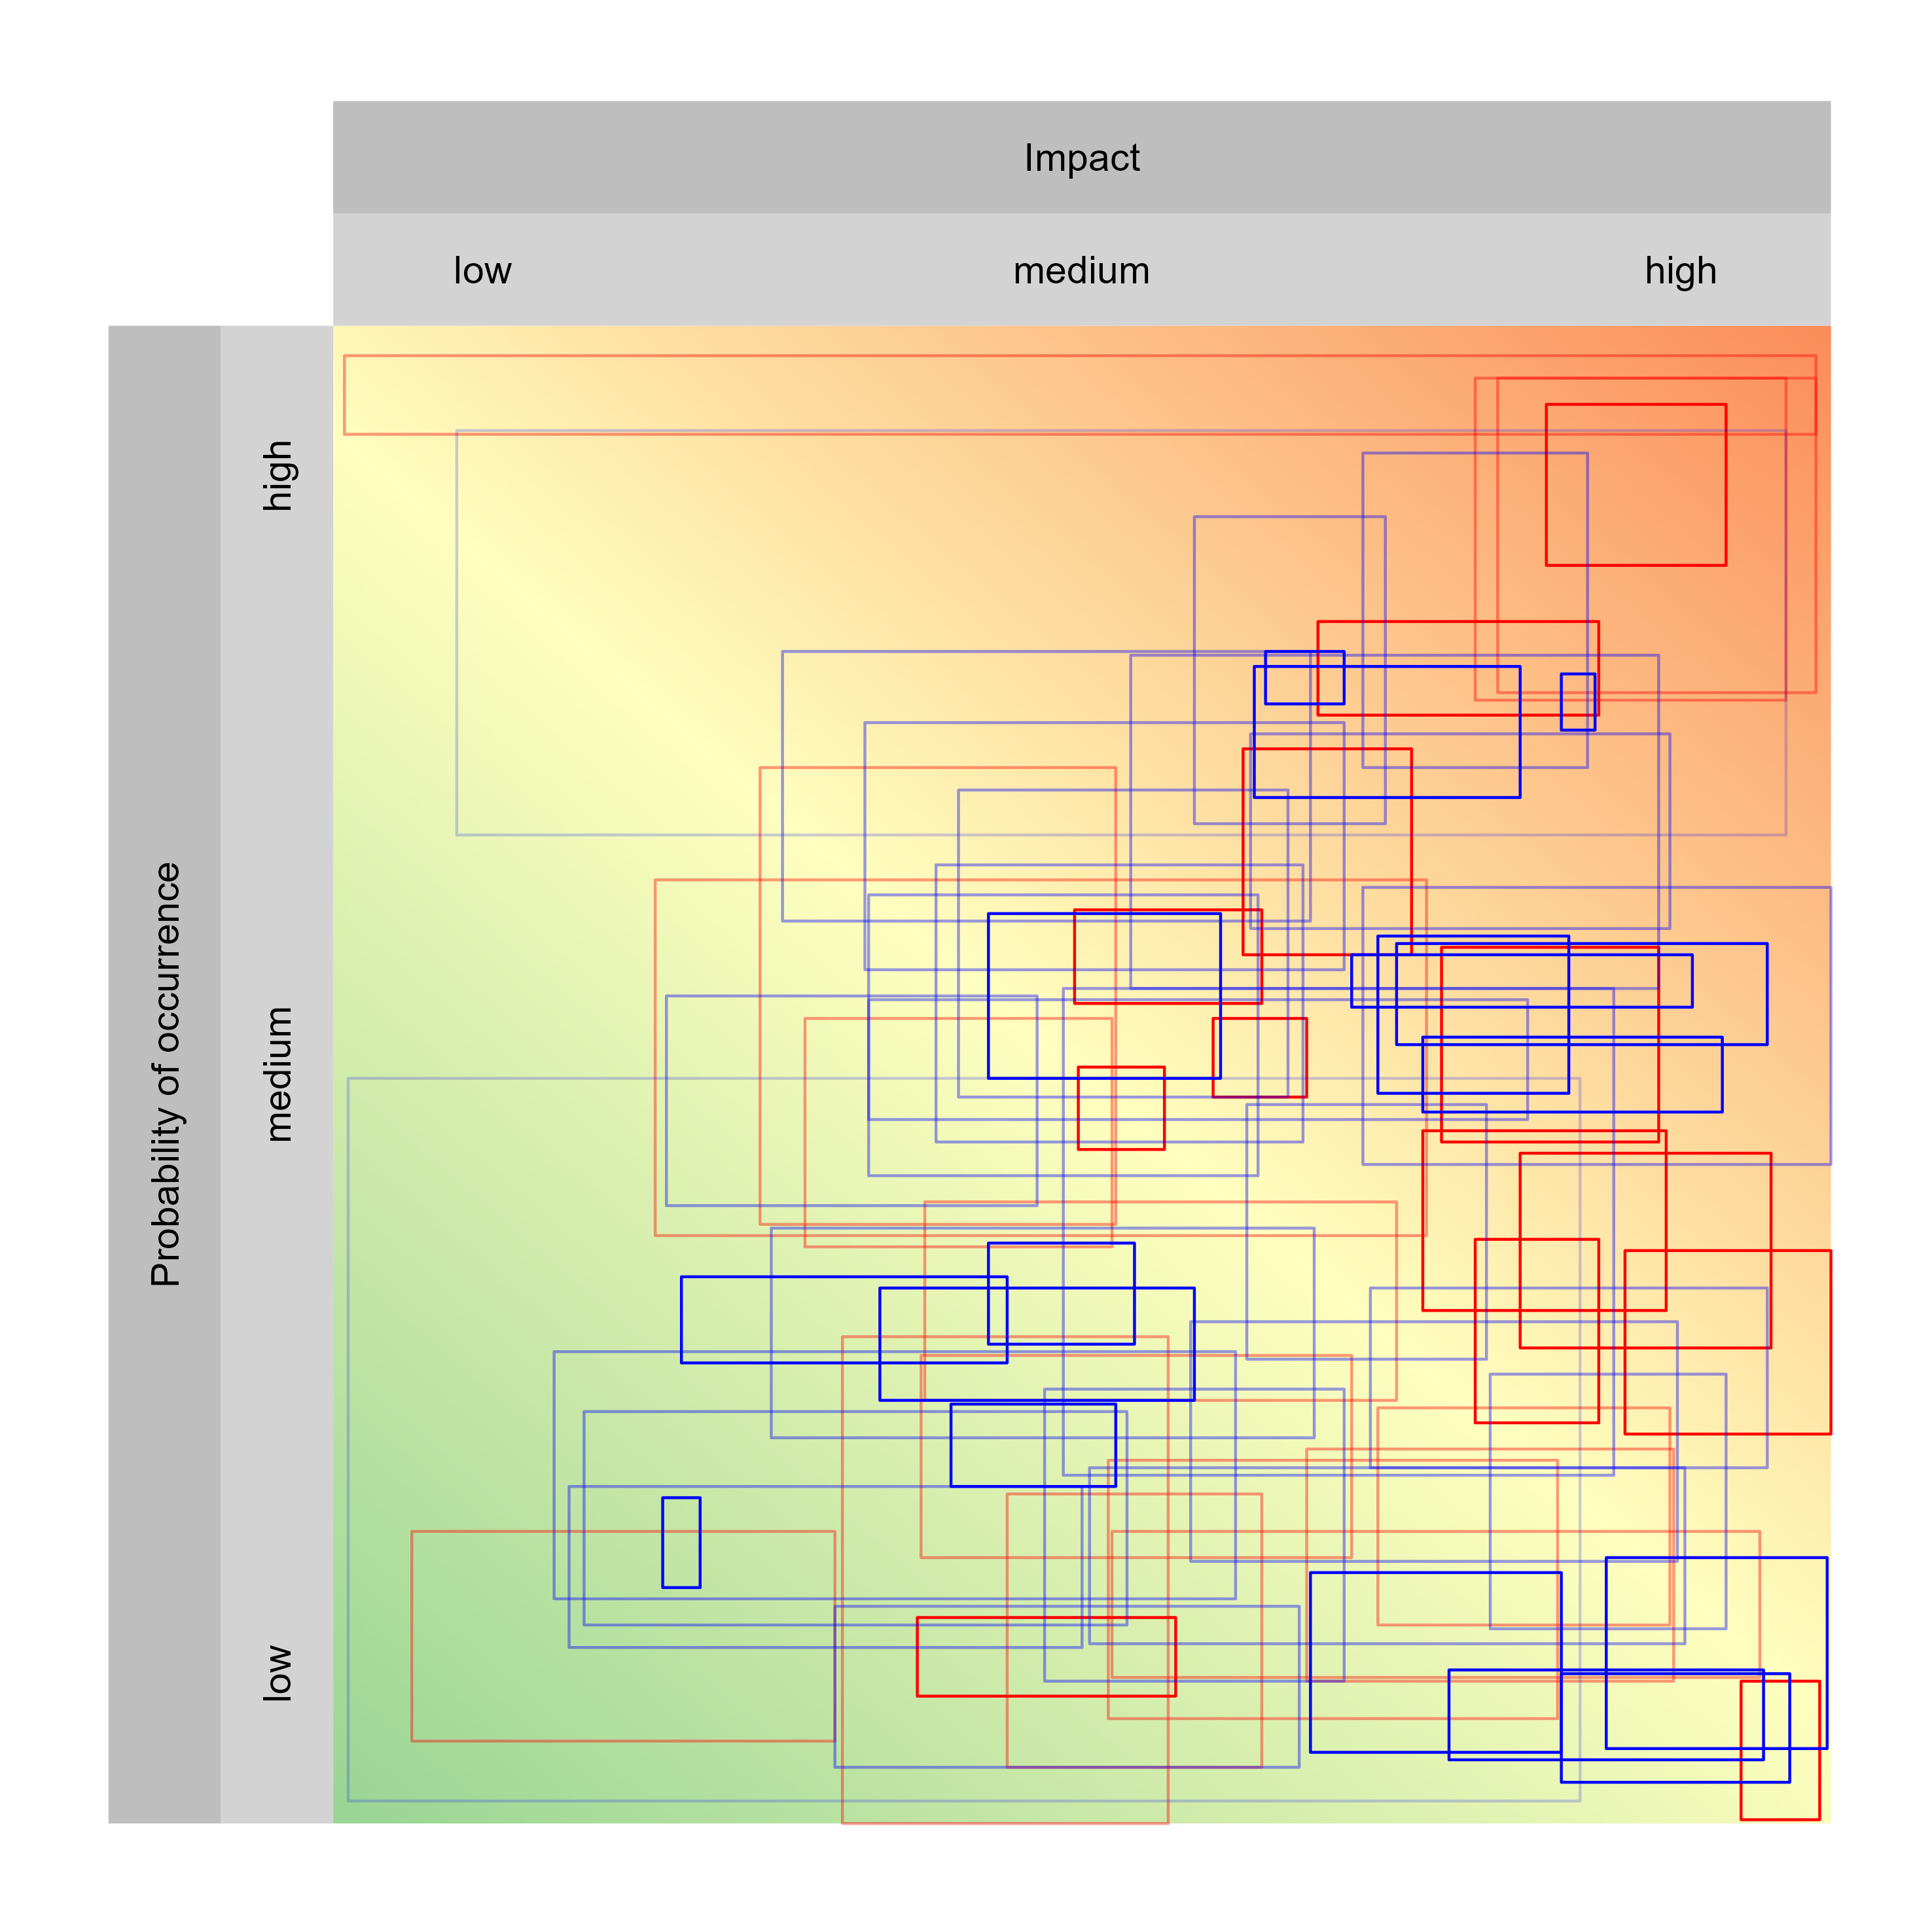 Impact
low
medium
high
Probability of occurrence
high
medium
low